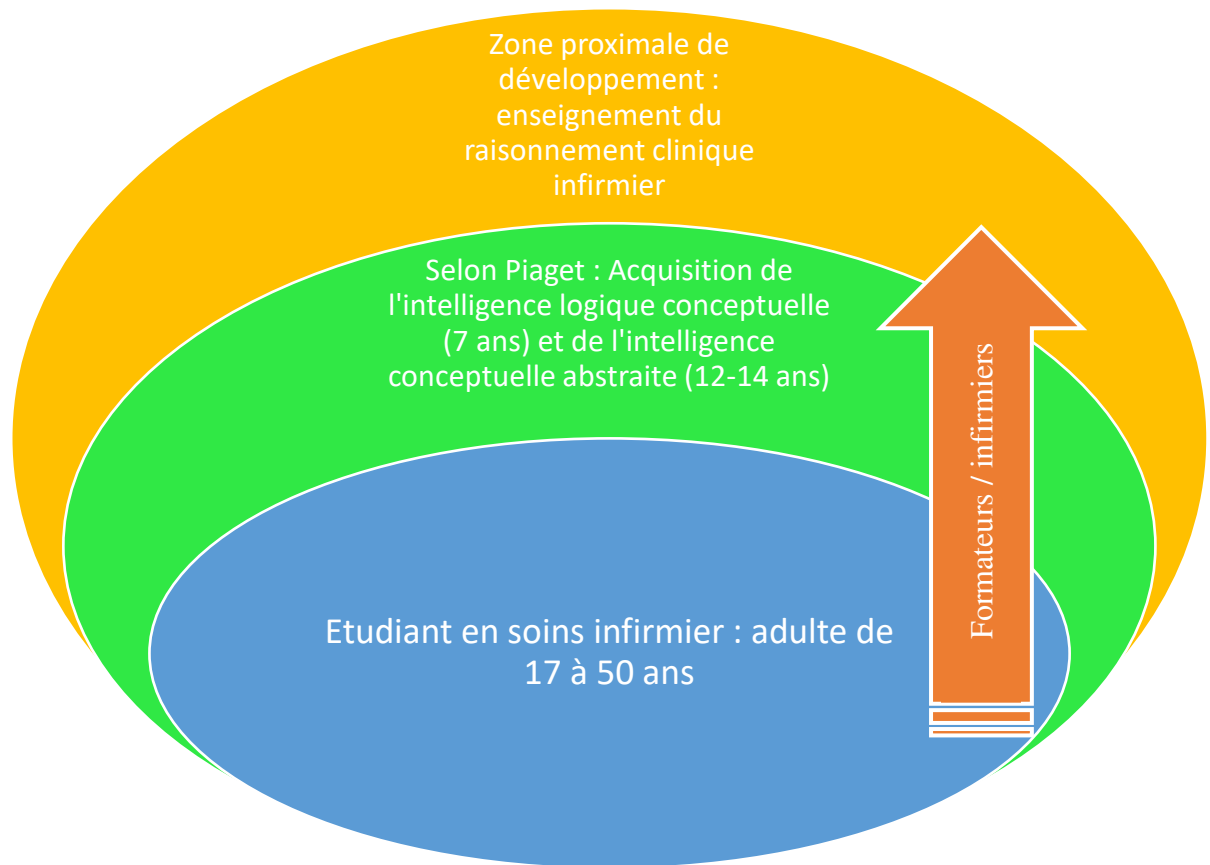 Zone proximale de
développement :
enseignement du
raisonnement clinique
infirmier
Selon Piaget : Acquisition de
l'intelligence logique conceptuelle
(7 ans) et de l'intelligence
conceptuelle abstraite (12-14 ans)
Formateurs / infirmiers
Etudiant en soins infirmier : adulte de
17 à 50 ans